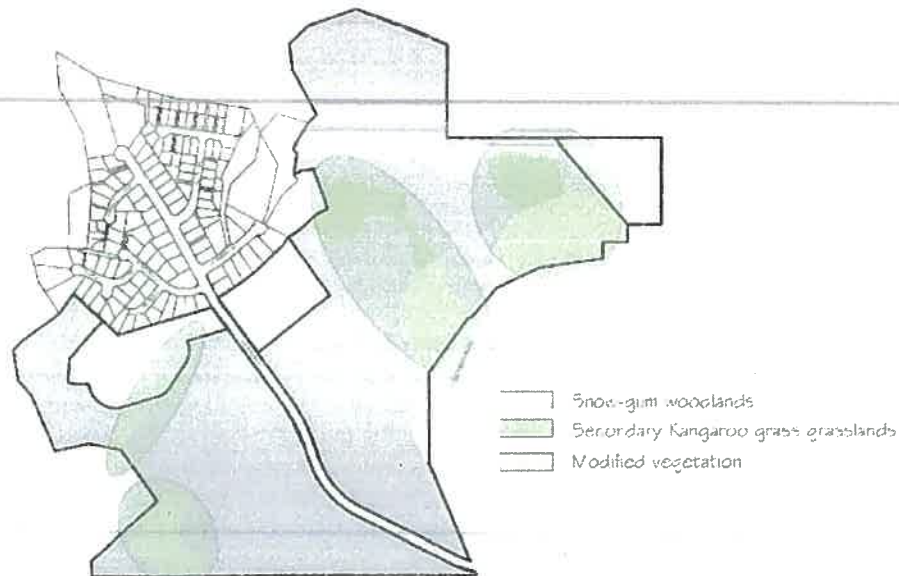 Snow-gum woodlands
Secondary Kangaroo grass grasslands
Modified vegetation